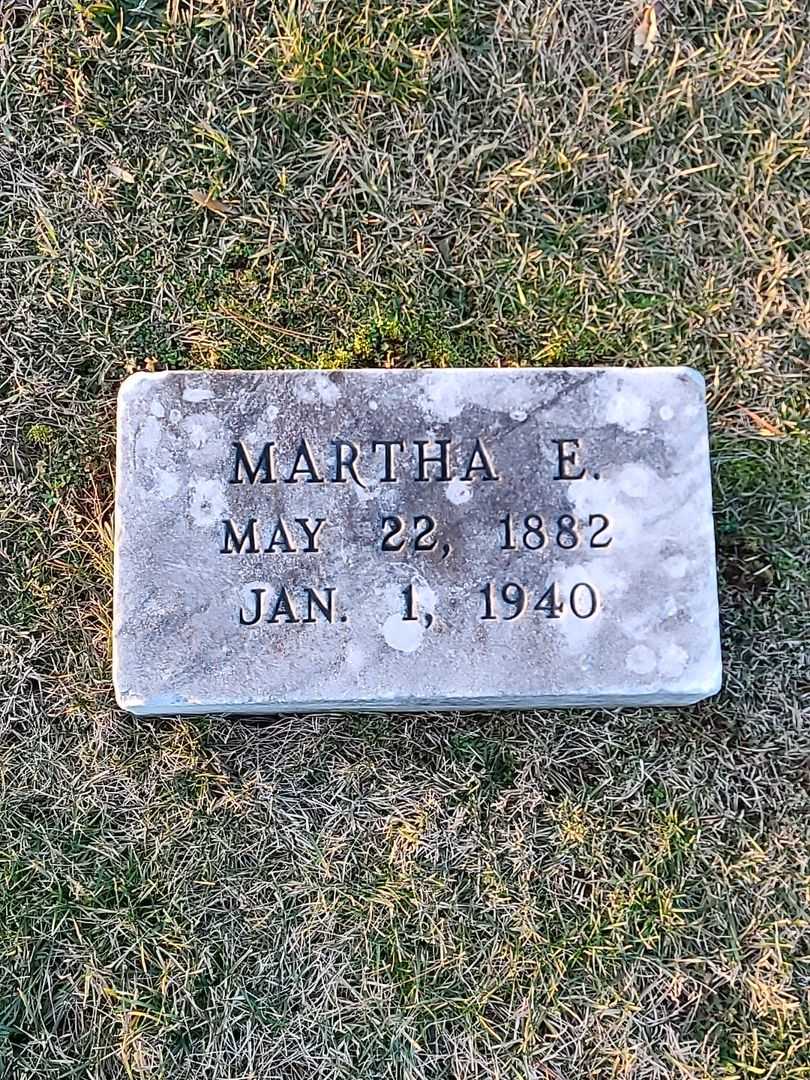 MARTHA E.
MAY 22, 1882
JAN. 1, 1940